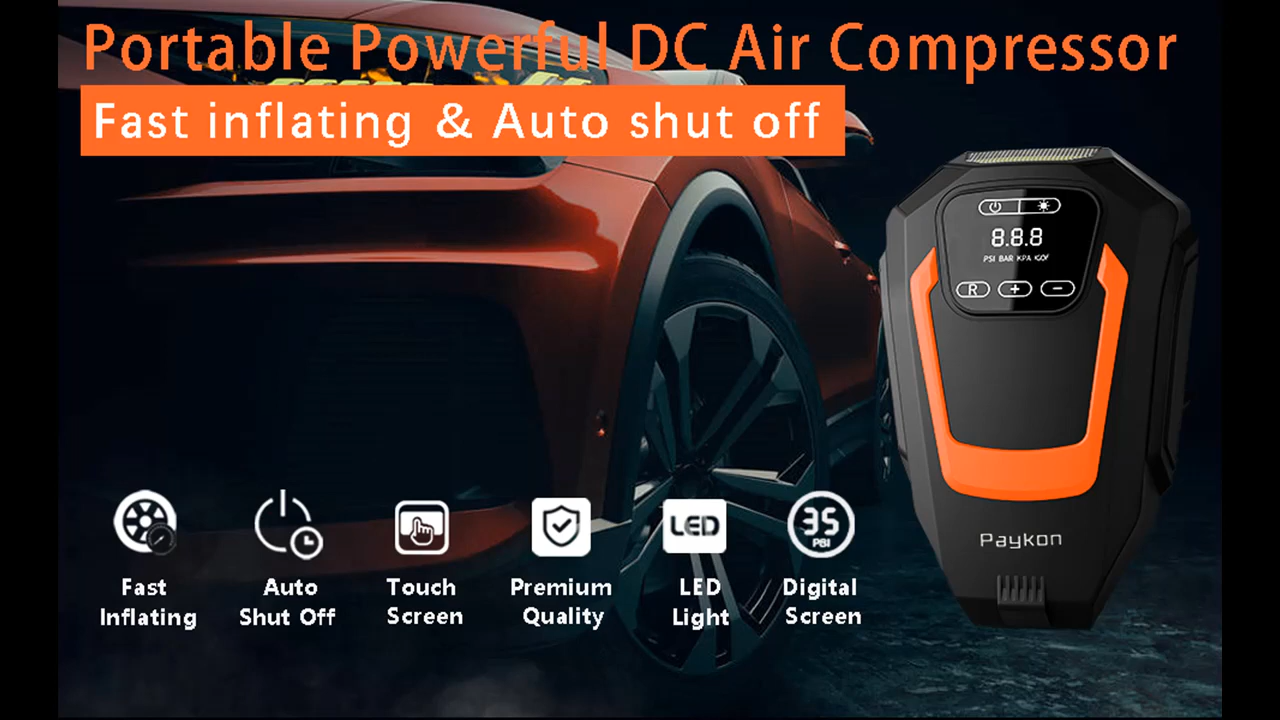 Portable Powerful DC Air Compressor
Fast inflating & Auto shut off
8.8.8
PSI BAR KPA KG/f
R + −
Paykon
LED
35
PSI
Fast Inflating
Auto Shut Off
Touch Screen
Premium Quality
LED Light
Digital Screen